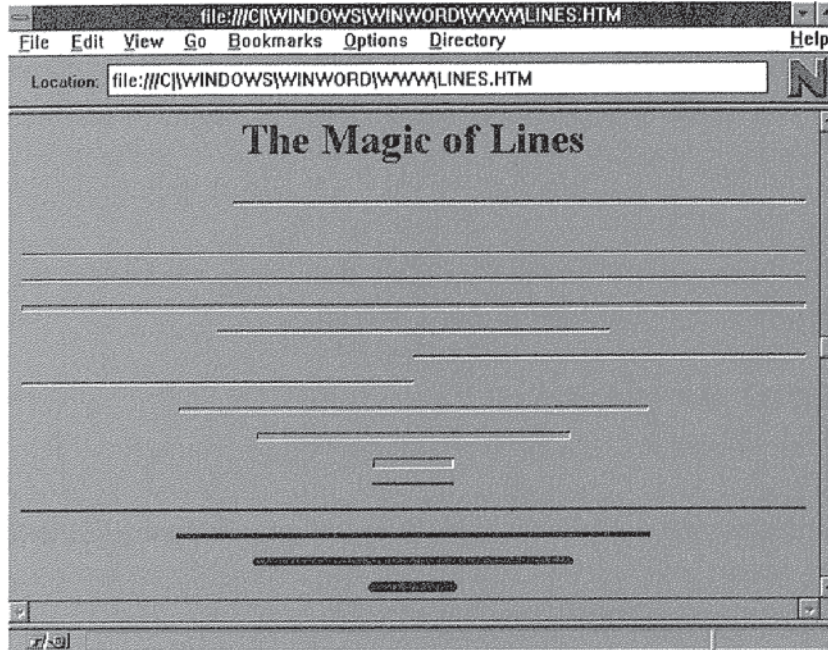 file:///C|\WINDOWS\WINWORD\WWW\LINES.HTM
File Edit View Go Bookmarks Options Directory Help
Location: file:///C|\WINDOWS\WINWORD\WWW\LINES.HTM
N
The Magic of Lines